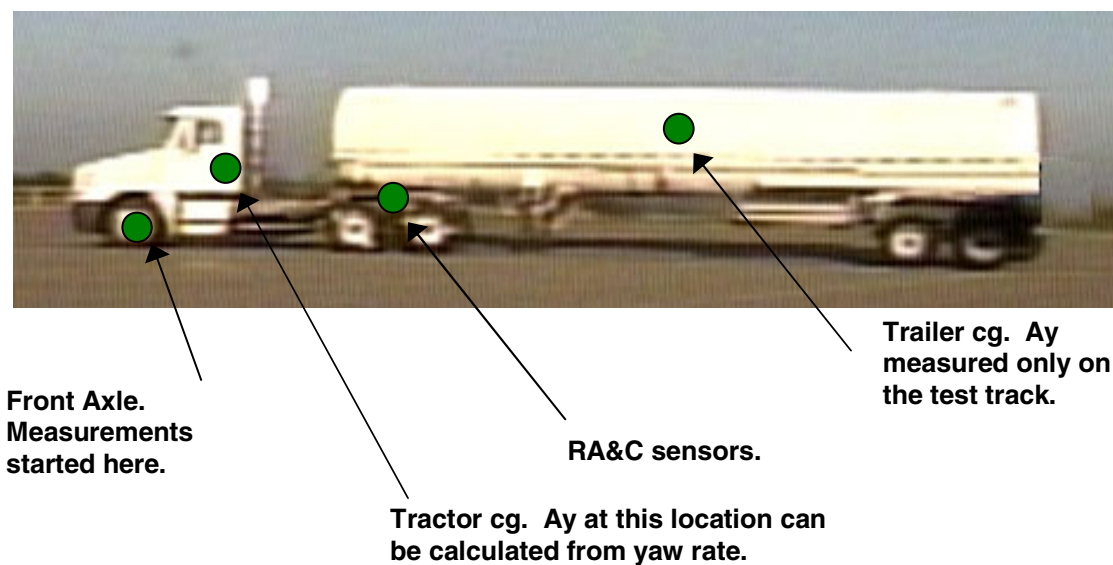 Trailer cg.  Ay
measured only on
the test track.
Front Axle.
Measurements
started here.
RA&C sensors.
Tractor cg.  Ay at this location can
be calculated from yaw rate.